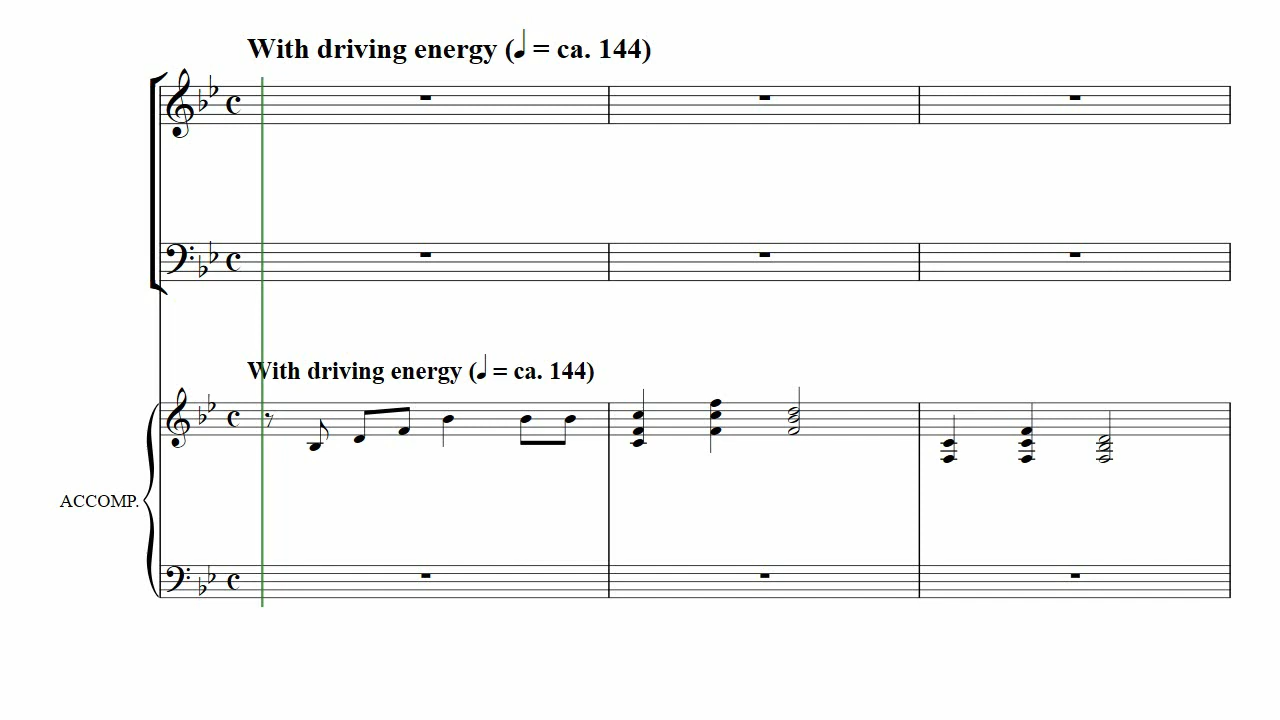 With driving energy (♩ = ca. 144)
With driving energy (♩ = ca. 144)
ACCOMP.